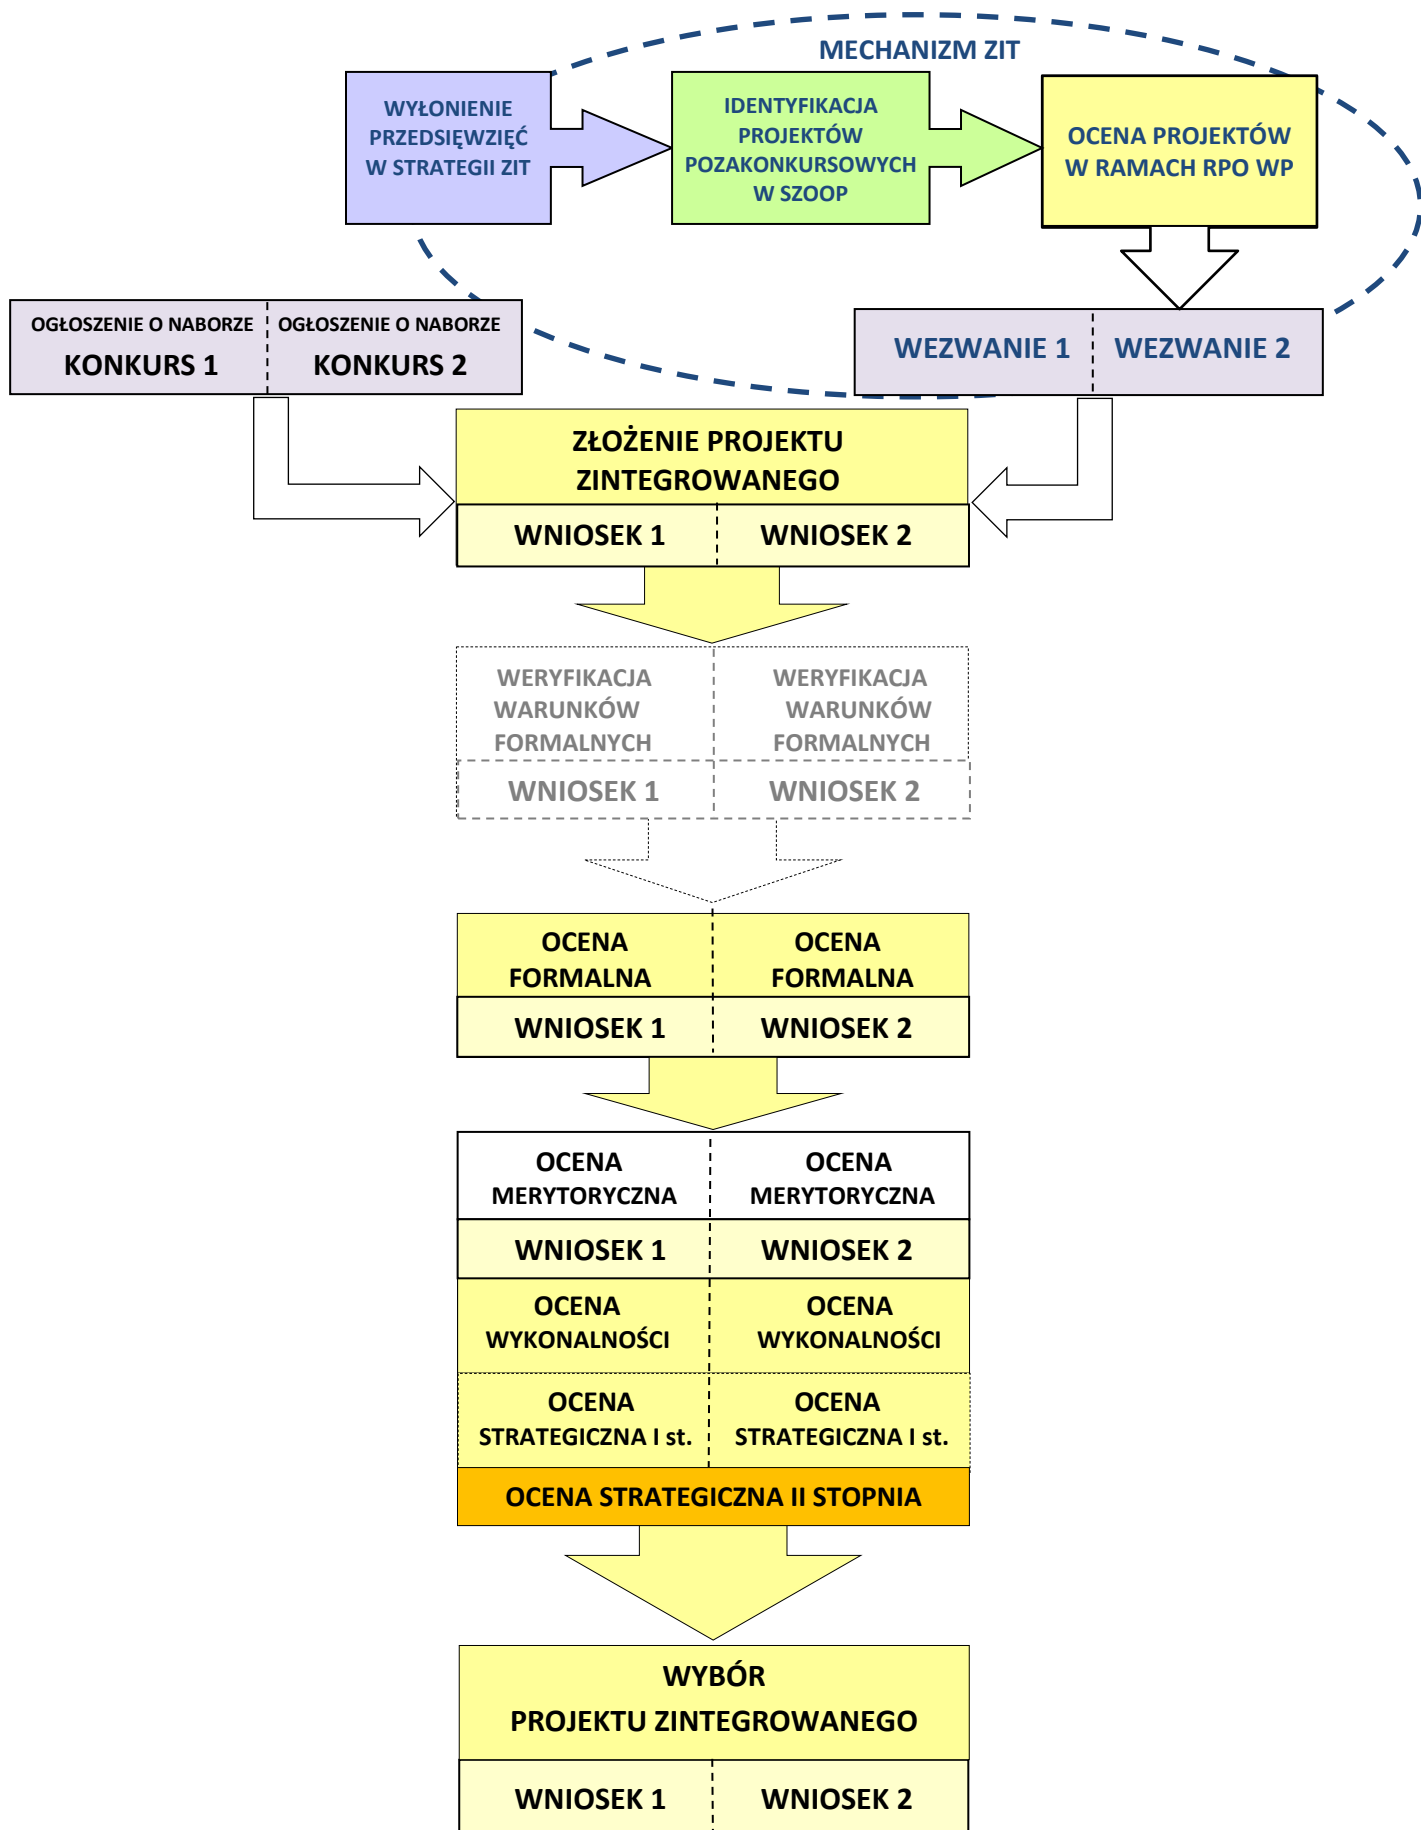 MECHANIZM ZIT
WYŁONIENIE
PRZEDSIĘWZIĘĆ
W STRATEGII ZIT
IDENTYFIKACJA
PROJEKTÓW
POZAKONKURSOWYCH
W SZOOP
OCENA PROJEKTÓW
W RAMACH RPO WP
OGŁOSZENIE O NABORZE
KONKURS 1
OGŁOSZENIE O NABORZE
KONKURS 2
WEZWANIE 1
WEZWANIE 2
ZŁOŻENIE PROJEKTU
ZINTEGROWANEGO
WNIOSEK 1
WNIOSEK 2
WERYFIKACJA
WARUNKÓW
FORMALNYCH
WNIOSEK 1
WERYFIKACJA
WARUNKÓW
FORMALNYCH
WNIOSEK 2
OCENA
FORMALNA
WNIOSEK 1
OCENA
FORMALNA
WNIOSEK 2
OCENA
MERYTORYCZNA
WNIOSEK 1
OCENA
MERYTORYCZNA
WNIOSEK 2
OCENA
WYKONALNOŚCI
OCENA
WYKONALNOŚCI
OCENA
STRATEGICZNA I st.
OCENA
STRATEGICZNA I st.
OCENA STRATEGICZNA II STOPNIA
WYBÓR
PROJEKTU ZINTEGROWANEGO
WNIOSEK 1
WNIOSEK 2